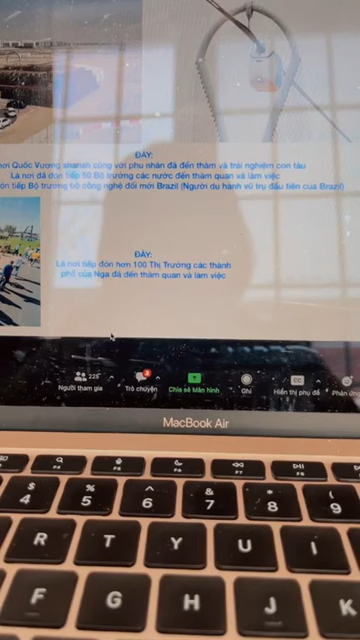 ĐÂY:
nơi Quốc Vương sharjah cùng với phu nhân đã đến thăm và trải nghiệm con tàu
Là nơi đã đón tiếp 50 Bộ trưởng các nước đến thăm quan và làm việc
ón tiếp Bộ trưởng bộ công nghệ đổi mới Brazil (Người du hành vũ trụ đầu tiên của Brazil)
ĐÂY:
Là nơi tiếp đón hơn 100 Thị Trưởng các thành
phố của Nga đã đến thăm quan và làm việc
225
Người tham gia
Trò chuyện
Chia sẻ Màn hình
Ghi
CC
Hiển thị phụ đề
Phản ứng
MacBook Air
F4 F5 F6 F7 F8
$ % ^ & * (
4 5 6 7 8 9
R T Y U I
F G H J K